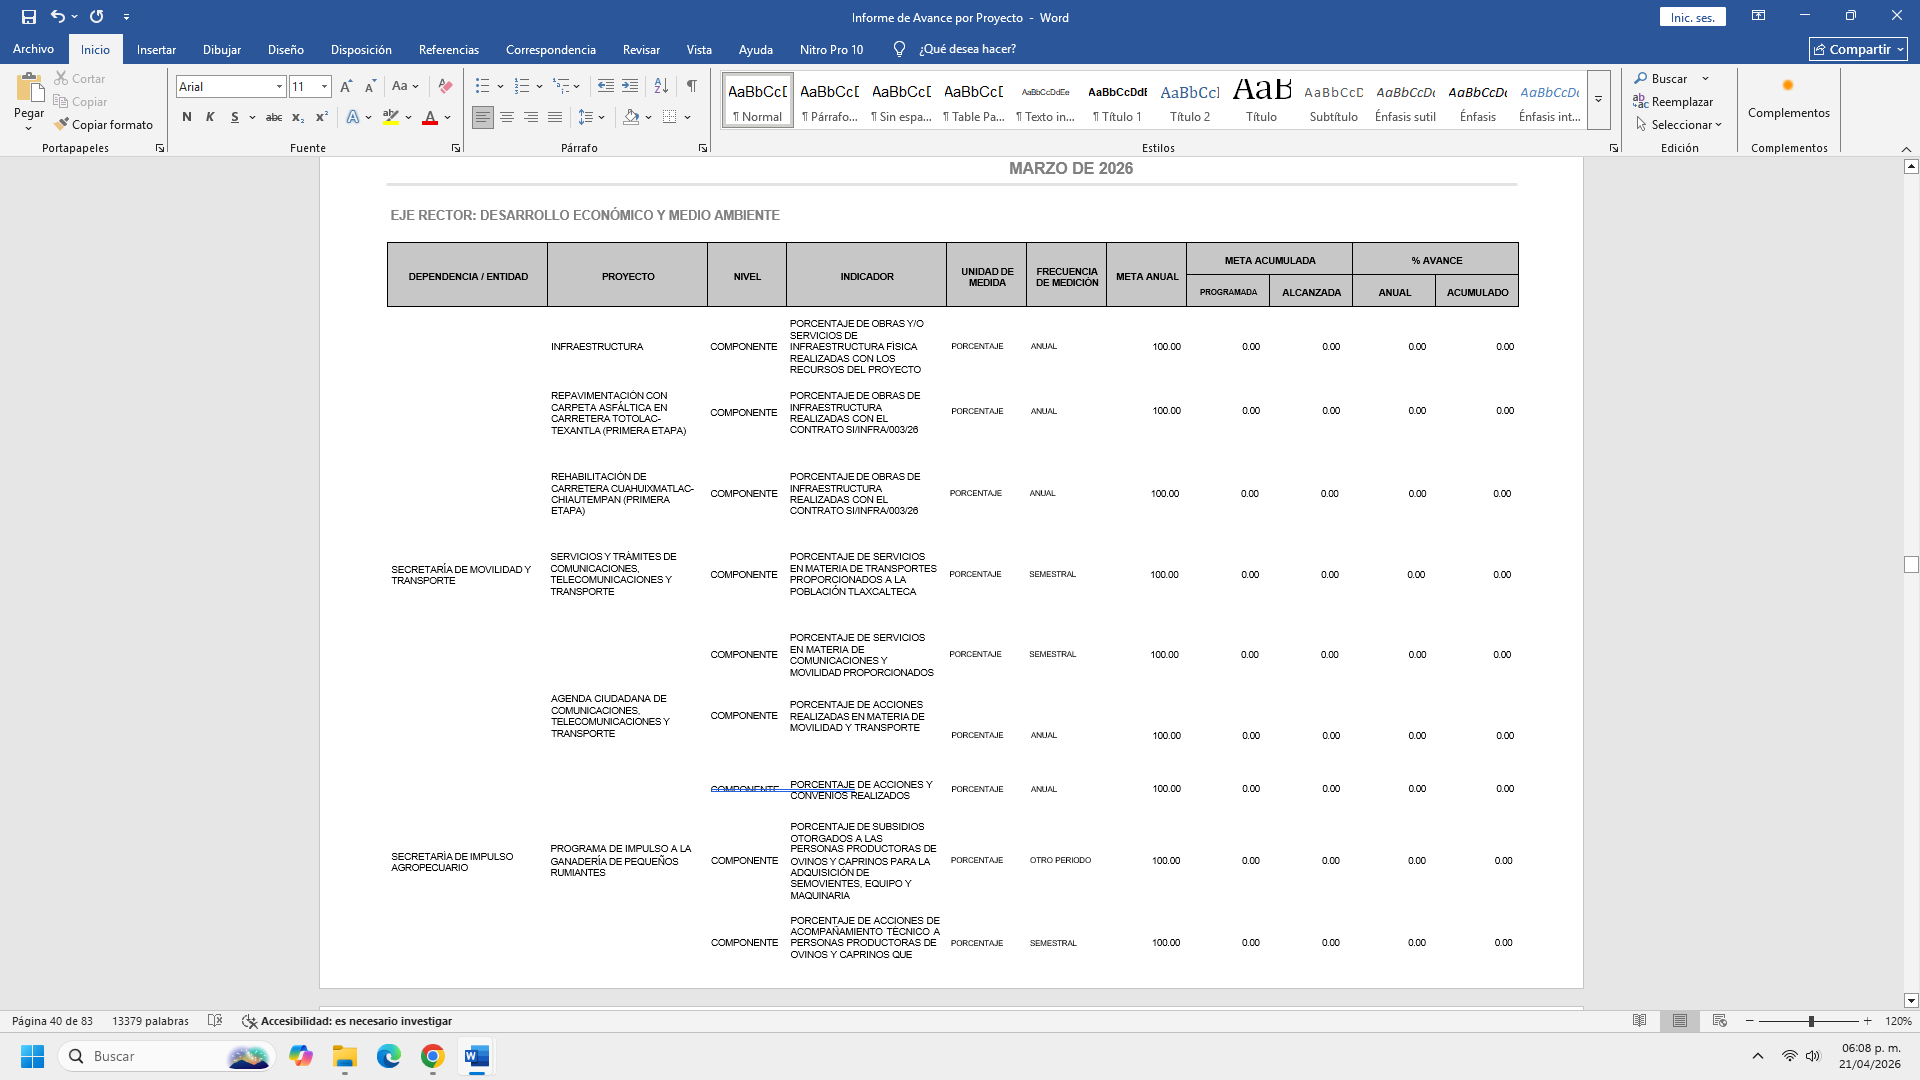 Informe de Avance por Proyecto - Word
Inic. ses.
Archivo Inicio Insertar Dibujar Diseño Disposición Referencias Correspondencia Revisar Vista Ayuda Nitro Pro 10 ¿Qué desea hacer? Compartir
Pegar
Cortar
Copiar
Copiar formato
Portapapeles
Arial 11
Fuente
Párrafo
AaBbCcD AaBbCcD AaBbCcD AaBbCcD AaBbCcDdEe AaBbCcDdE AaBbCcI AaB AaBbCcD AaBbCcDc AaBbCcDc AaBbCcDc
¶ Normal ¶ Párrafo... ¶ Sin espa... ¶ Table Pa... ¶ Texto in... ¶ Título 1 Título 2 Título Subtítulo Énfasis sutil Énfasis Énfasis int...
Estilos
Buscar
Reemplazar
Seleccionar
Edición
Complementos
Complementos
MARZO DE 2026
EJE RECTOR: DESARROLLO ECONÓMICO Y MEDIO AMBIENTE
DEPENDENCIA / ENTIDAD PROYECTO NIVEL INDICADOR UNIDAD DE MEDIDA FRECUENCIA DE MEDICIÓN META ANUAL META ACUMULADA % AVANCE
PROGRAMADA ALCANZADA ANUAL ACUMULADO
INFRAESTRUCTURA COMPONENTE
PORCENTAJE DE OBRAS Y/O
SERVICIOS DE
INFRAESTRUCTURA FÍSICA
REALIZADAS CON LOS
RECURSOS DEL PROYECTO
PORCENTAJE ANUAL 100.00 0.00 0.00 0.00 0.00
REPAVIMENTACIÓN CON
CARPETA ASFÁLTICA EN
CARRETERA TOTOLAC-
TEXANTLA (PRIMERA ETAPA)
COMPONENTE
PORCENTAJE DE OBRAS DE
INFRAESTRUCTURA
REALIZADAS CON EL
CONTRATO SI/INFRA/003/26
PORCENTAJE ANUAL 100.00 0.00 0.00 0.00 0.00
REHABILITACIÓN DE
CARRETERA CUAHUIXMATLAC-
CHIAUTEMPAN (PRIMERA
ETAPA)
COMPONENTE
PORCENTAJE DE OBRAS DE
INFRAESTRUCTURA
REALIZADAS CON EL
CONTRATO SI/INFRA/003/26
PORCENTAJE ANUAL 100.00 0.00 0.00 0.00 0.00
SECRETARÍA DE MOVILIDAD Y
TRANSPORTE
SERVICIOS Y TRÁMITES DE
COMUNICACIONES,
TELECOMUNICACIONES Y
TRANSPORTE
COMPONENTE
PORCENTAJE DE SERVICIOS
EN MATERIA DE TRANSPORTES
PROPORCIONADOS A LA
POBLACIÓN TLAXCALTECA
PORCENTAJE SEMESTRAL 100.00 0.00 0.00 0.00 0.00
COMPONENTE
PORCENTAJE DE SERVICIOS
EN MATERIA DE
COMUNICACIONES Y
MOVILIDAD PROPORCIONADOS
PORCENTAJE SEMESTRAL 100.00 0.00 0.00 0.00 0.00
AGENDA CIUDADANA DE
COMUNICACIONES,
TELECOMUNICACIONES Y
TRANSPORTE
COMPONENTE
PORCENTAJE DE ACCIONES
REALIZADAS EN MATERIA DE
MOVILIDAD Y TRANSPORTE
PORCENTAJE ANUAL 100.00 0.00 0.00 0.00 0.00
COMPONENTE
PORCENTAJE DE ACCIONES Y
CONVENIOS REALIZADOS
PORCENTAJE ANUAL 100.00 0.00 0.00 0.00 0.00
SECRETARÍA DE IMPULSO
AGROPECUARIO
PROGRAMA DE IMPULSO A LA
GANADERÍA DE PEQUEÑOS
RUMIANTES
COMPONENTE
PORCENTAJE DE SUBSIDIOS
OTORGADOS A LAS
PERSONAS PRODUCTORAS DE
OVINOS Y CAPRINOS PARA LA
ADQUISICIÓN DE
SEMOVIENTES, EQUIPO Y
MAQUINARIA
PORCENTAJE OTRO PERIODO 100.00 0.00 0.00 0.00 0.00
COMPONENTE
PORCENTAJE DE ACCIONES DE
ACOMPAÑAMIENTO TÉCNICO A
PERSONAS PRODUCTORAS DE
OVINOS Y CAPRINOS QUE
PORCENTAJE SEMESTRAL 100.00 0.00 0.00 0.00 0.00
Página 40 de 83 13379 palabras Accesibilidad: es necesario investigar 120%
Buscar
06:08 p. m.
21/04/2026